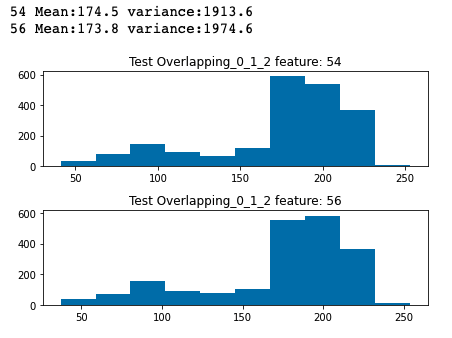 54 Mean:174.5 variance:1913.6
56 Mean:173.8 variance:1974.6
Test Overlapping_0_1_2 feature: 54
600
400
200
0
50 100 150 200 250
Test Overlapping_0_1_2 feature: 56
600
400
200
0
50 100 150 200 250